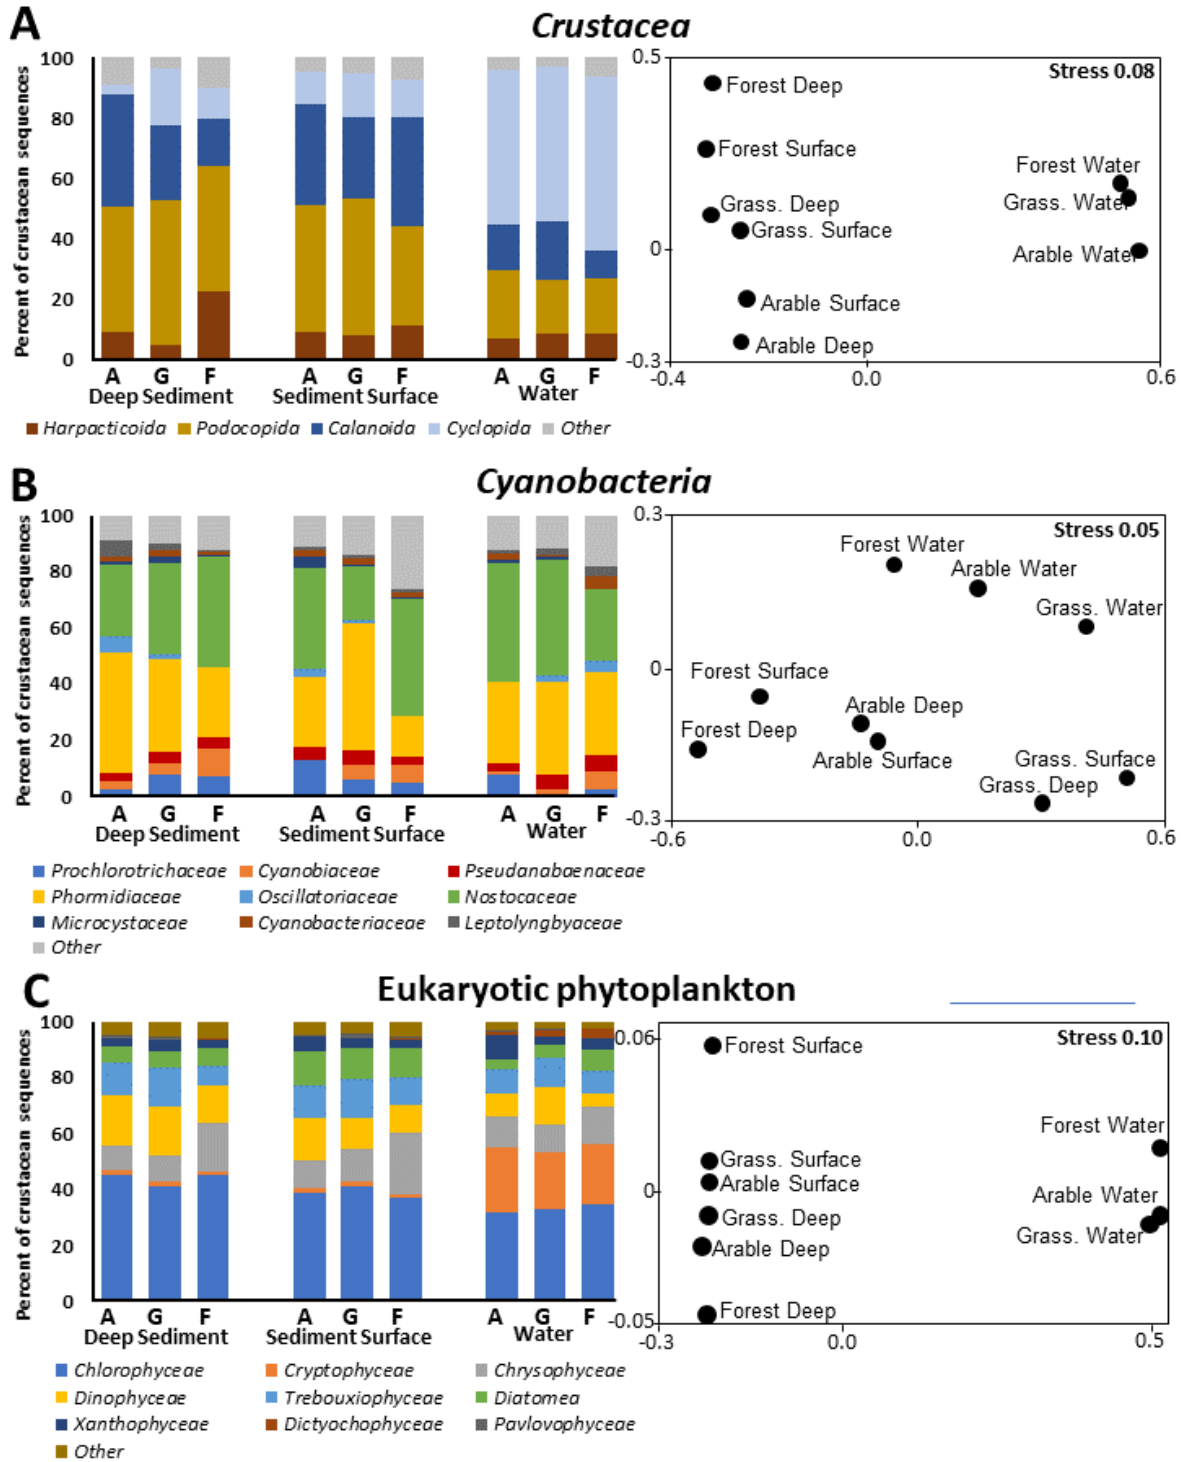 A
Crustacea
Percent of crustacean sequences
100
80
60
40
20
0
A G F
A G F
A G F
Deep Sediment
Sediment Surface
Water
Harpacticoida Podocopida Calanoida Cyclopida Other
0.5
0
-0.3
-0.4 0.0 0.6
Stress 0.08
Forest Deep
Forest Surface
Forest Water
Grass. Deep
Grass. Water
Grass. Surface
Arable Water
Arable Surface
Arable Deep
B
Cyanobacteria
Percent of crustacean sequences
100
80
60
40
20
0
A G F
A G F
A G F
Deep Sediment
Sediment Surface
Water
Prochlorotrichaceae Cyanobiaceae Pseudanabaenaceae
Phormidiaceae Oscillatoriaceae Nostocaceae
Microcystaceae Cyanobacteriaceae Leptolyngbyaceae
Other
0.3
0
-0.3
-0.6 0.0 0.6
Stress 0.05
Forest Water
Arable Water
Grass. Water
Forest Surface
Arable Deep
Forest Deep
Arable Surface
Grass. Surface
Grass. Deep
C
Eukaryotic phytoplankton
Percent of crustacean sequences
100
80
60
40
20
0
A G F
A G F
A G F
Deep Sediment
Sediment Surface
Water
Chlorophyceae Cryptophyceae Chrysophyceae
Dinophyceae Trebouxiophyceae Diatomea
Xanthophyceae Dictyochophyceae Pavlovophyceae
Other
0.06
0
-0.05
-0.3 0.0 0.5
Stress 0.10
Forest Surface
Forest Water
Grass. Surface
Arable Surface
Arable Water
Grass. Deep
Grass. Water
Arable Deep
Forest Deep